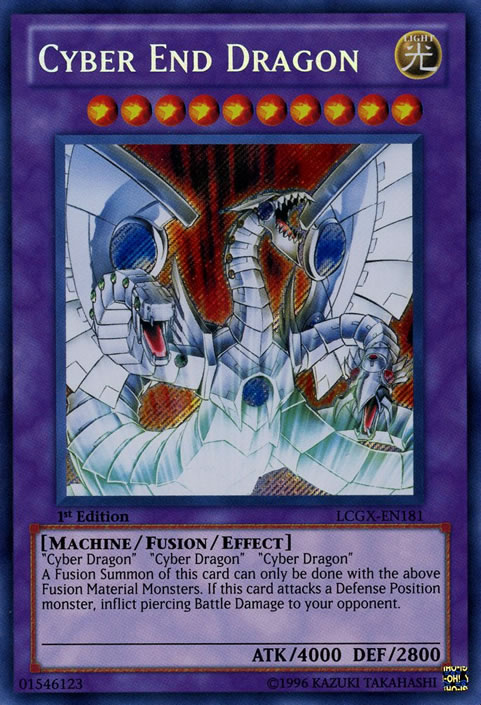 CYBER END DRAGON
LIGHT
光
1st Edition
LCGX-EN181
[MACHINE/FUSION/EFFECT]
"Cyber Dragon" "Cyber Dragon" "Cyber Dragon"
A Fusion Summon of this card can only be done with the above
Fusion Material Monsters. If this card attacks a Defense Position
monster, inflict piercing Battle Damage to your opponent.
ATK/4000 DEF/2800
01546123
©1996 KAZUKI TAKAHASHI